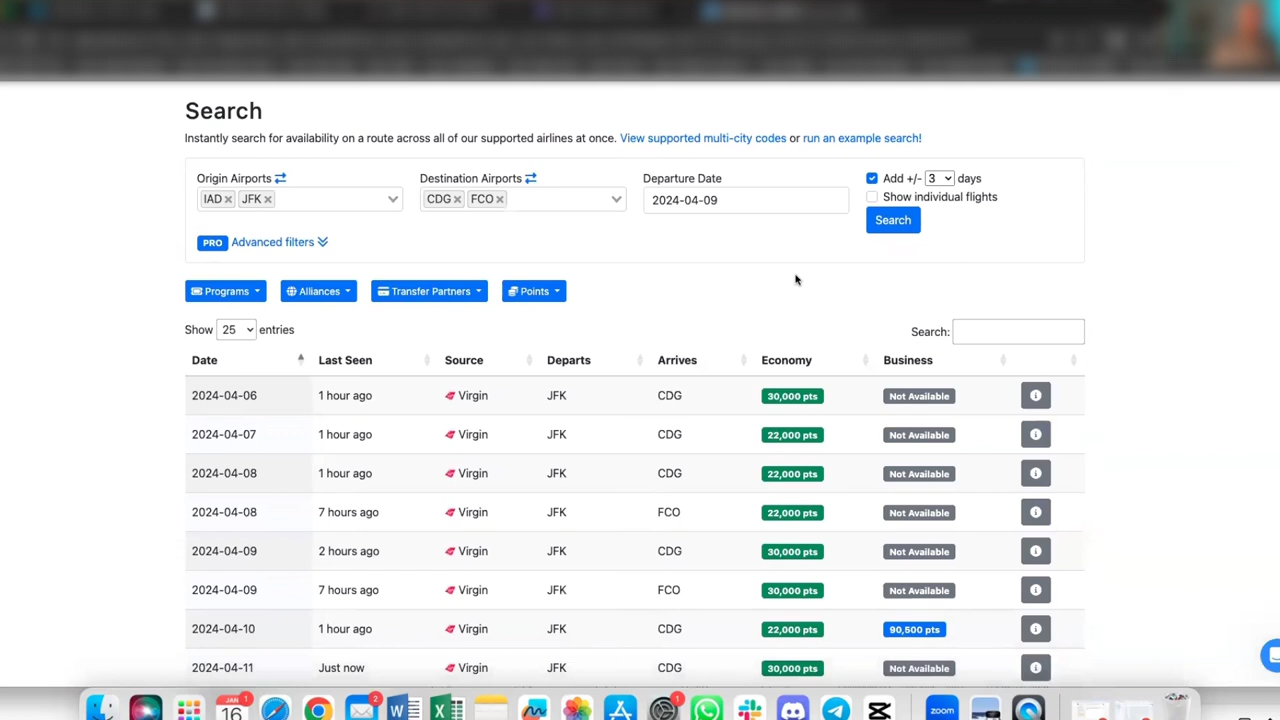 Search
Instantly search for availability on a route across all of our supported airlines at once. View supported multi-city codes or run an example search!
Origin Airports Destination Airports Departure Date Add +/- 3 days
IAD × JFK × CDG × FCO × 2024-04-09 Show individual flights
Search
PRO Advanced filters
Programs Alliances Transfer Partners Points
Show 25 entries Search:
Date Last Seen Source Departs Arrives Economy Business
2024-04-06 1 hour ago Virgin JFK CDG 30,000 pts Not Available
2024-04-07 1 hour ago Virgin JFK CDG 22,000 pts Not Available
2024-04-08 1 hour ago Virgin JFK CDG 22,000 pts Not Available
2024-04-08 7 hours ago Virgin JFK FCO 22,000 pts Not Available
2024-04-09 2 hours ago Virgin JFK CDG 30,000 pts Not Available
2024-04-09 7 hours ago Virgin JFK FCO 30,000 pts Not Available
2024-04-10 1 hour ago Virgin JFK CDG 22,000 pts 90,500 pts
2024-04-11 Just now Virgin JFK CDG 30,000 pts Not Available
JAN 1 2 1
16 W X zoom